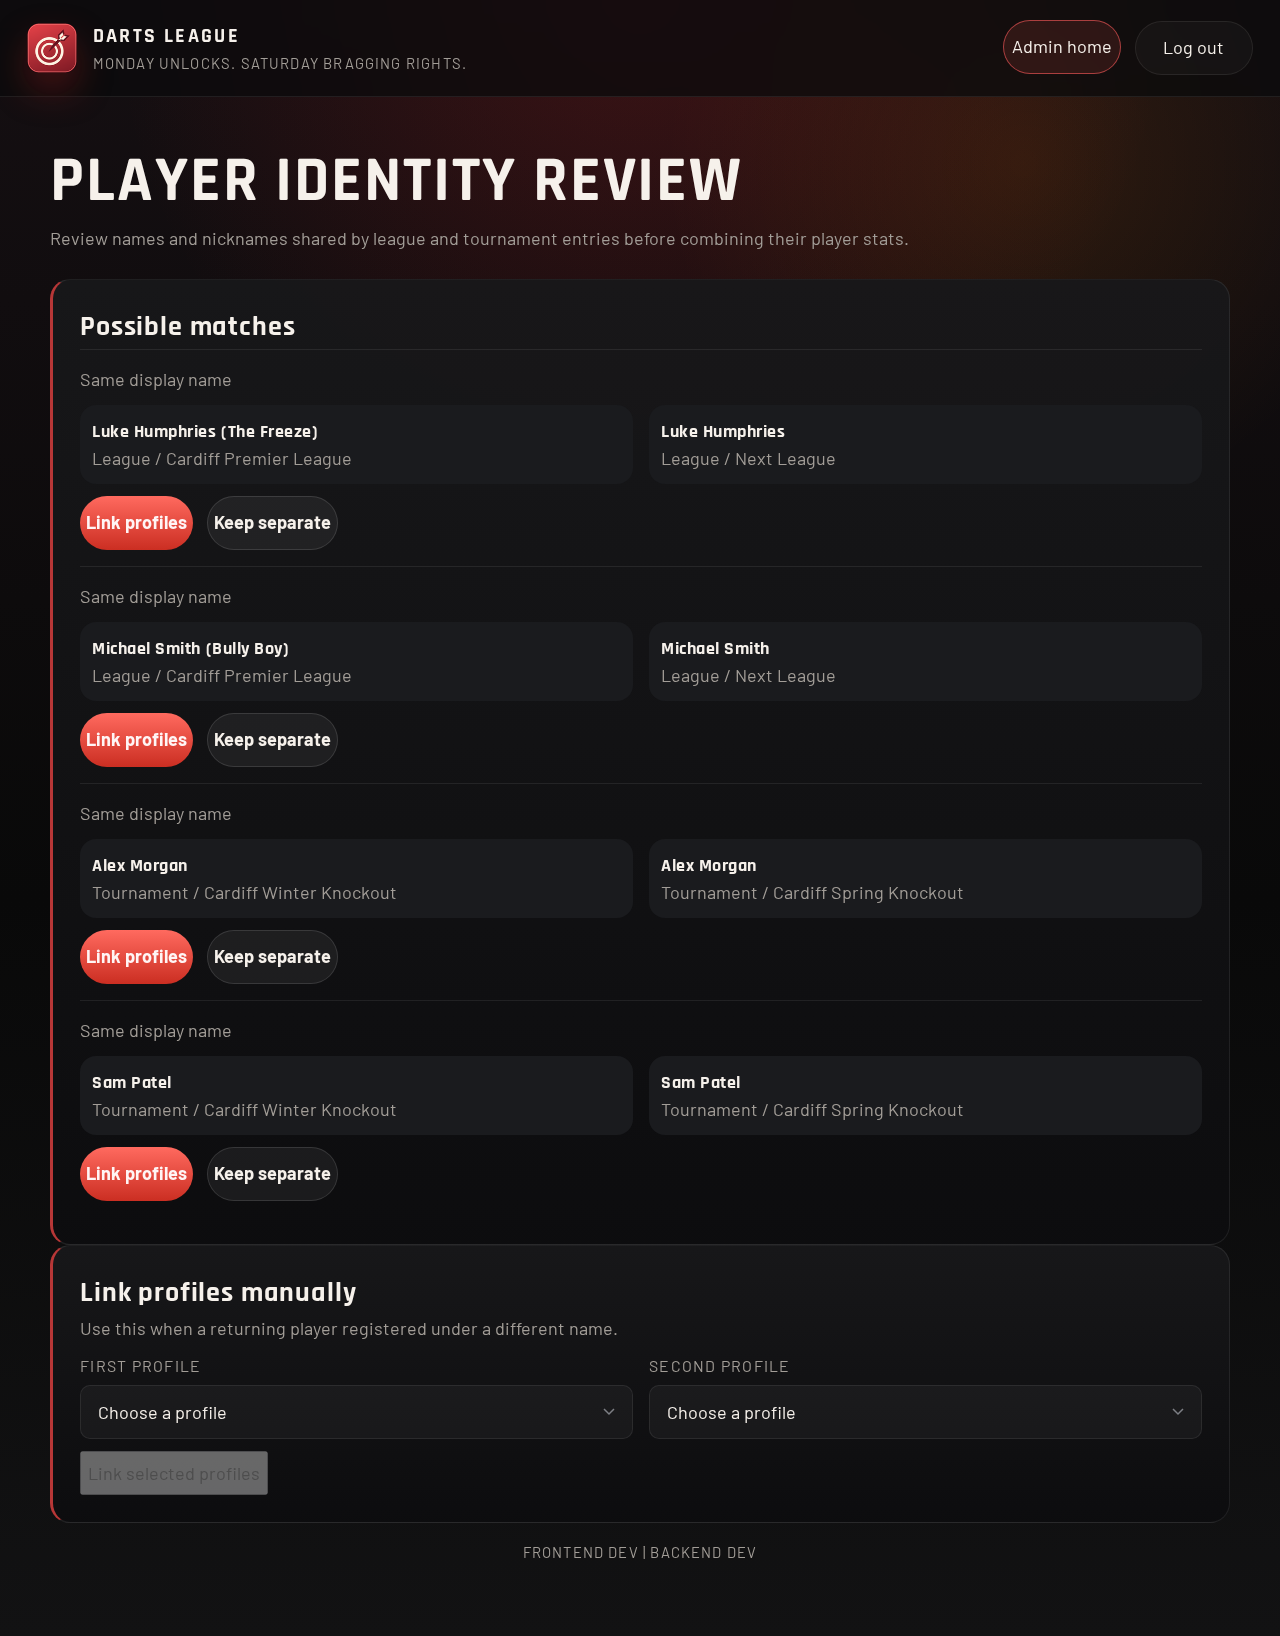 DARTS LEAGUE
MONDAY UNLOCKS. SATURDAY BRAGGING RIGHTS.
Admin home
Log out
PLAYER IDENTITY REVIEW
Review names and nicknames shared by league and tournament entries before combining their player stats.
Possible matches
Same display name
Luke Humphries (The Freeze)
League / Cardiff Premier League
Luke Humphries
League / Next League
Link profiles
Keep separate
Same display name
Michael Smith (Bully Boy)
League / Cardiff Premier League
Michael Smith
League / Next League
Link profiles
Keep separate
Same display name
Alex Morgan
Tournament / Cardiff Winter Knockout
Alex Morgan
Tournament / Cardiff Spring Knockout
Link profiles
Keep separate
Same display name
Sam Patel
Tournament / Cardiff Winter Knockout
Sam Patel
Tournament / Cardiff Spring Knockout
Link profiles
Keep separate
Link profiles manually
Use this when a returning player registered under a different name.
FIRST PROFILE
Choose a profile
SECOND PROFILE
Choose a profile
Link selected profiles
FRONTEND DEV | BACKEND DEV